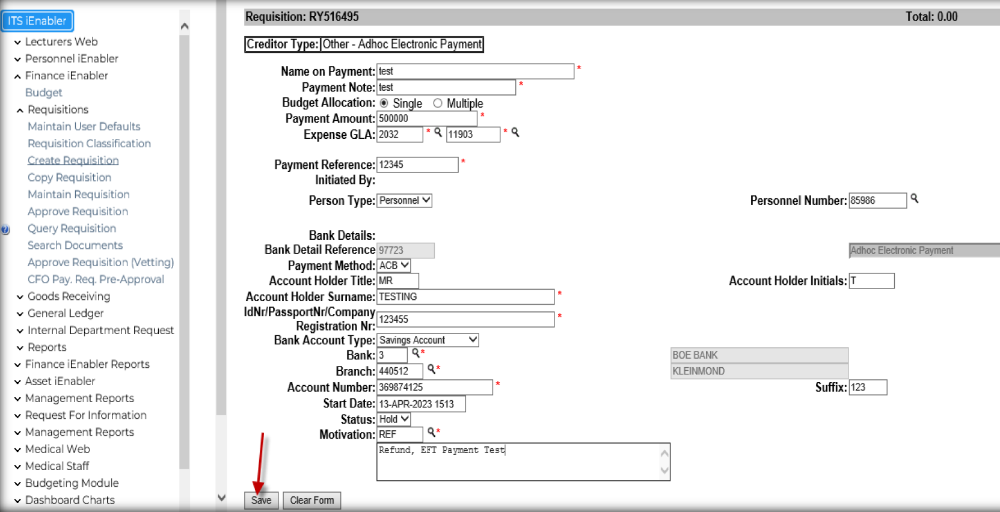 ITS iEnabler
Lecturers Web
Personnel iEnabler
Finance iEnabler
Budget
Requisitions
Maintain User Defaults
Requisition Classification
Create Requisition
Copy Requisition
Maintain Requisition
Approve Requisition
Query Requisition
Search Documents
Approve Requisition (Vetting)
CFO Pay. Req. Pre-Approval
Goods Receiving
General Ledger
Internal Department Request
Reports
Finance iEnabler Reports
Asset iEnabler
Management Reports
Request For Information
Management Reports
Medical Web
Medical Staff
Budgeting Module
Dashboard Charts
Requisition: RY516495 Total: 0.00
Creditor Type: Other - Adhoc Electronic Payment
Name on Payment: test *
Payment Note: test *
Budget Allocation: Single Multiple
Payment Amount: 500000 *
Expense GLA: 2032 * 11903 *
Payment Reference: 12345 *
Initiated By:
Person Type: Personnel Personnel Number: 85986
Bank Details:
Bank Detail Reference 97723 Adhoc Electronic Payment
Payment Method: ACB
Account Holder Title: MR Account Holder Initials: T
Account Holder Surname: TESTING *
IdNr/PassportNr/Company
Registration Nr: 123455 *
Bank Account Type: Savings Account
Bank: 3 * BOE BANK
Branch: 440512 * KLEINMOND
Account Number: 369874125 * Suffix: 123
Start Date: 13-APR-2023 1513
Status: Hold
Motivation: REF *
Refund, EFT Payment Test
Save Clear Form